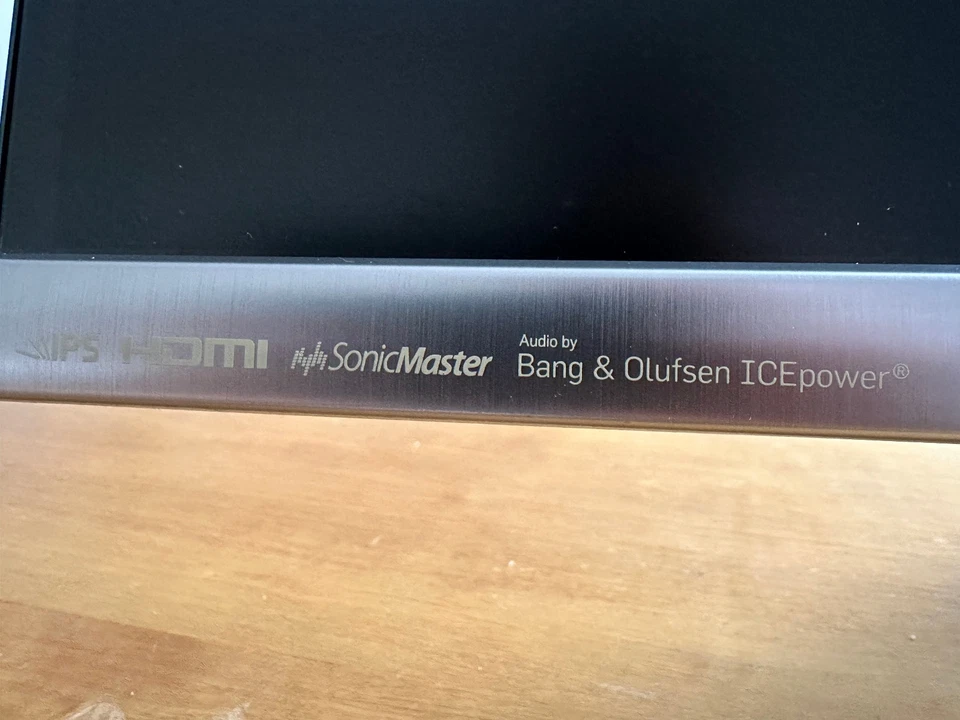 IPS HDMI SonicMaster
Audio by
Bang & Olufsen ICEpower®